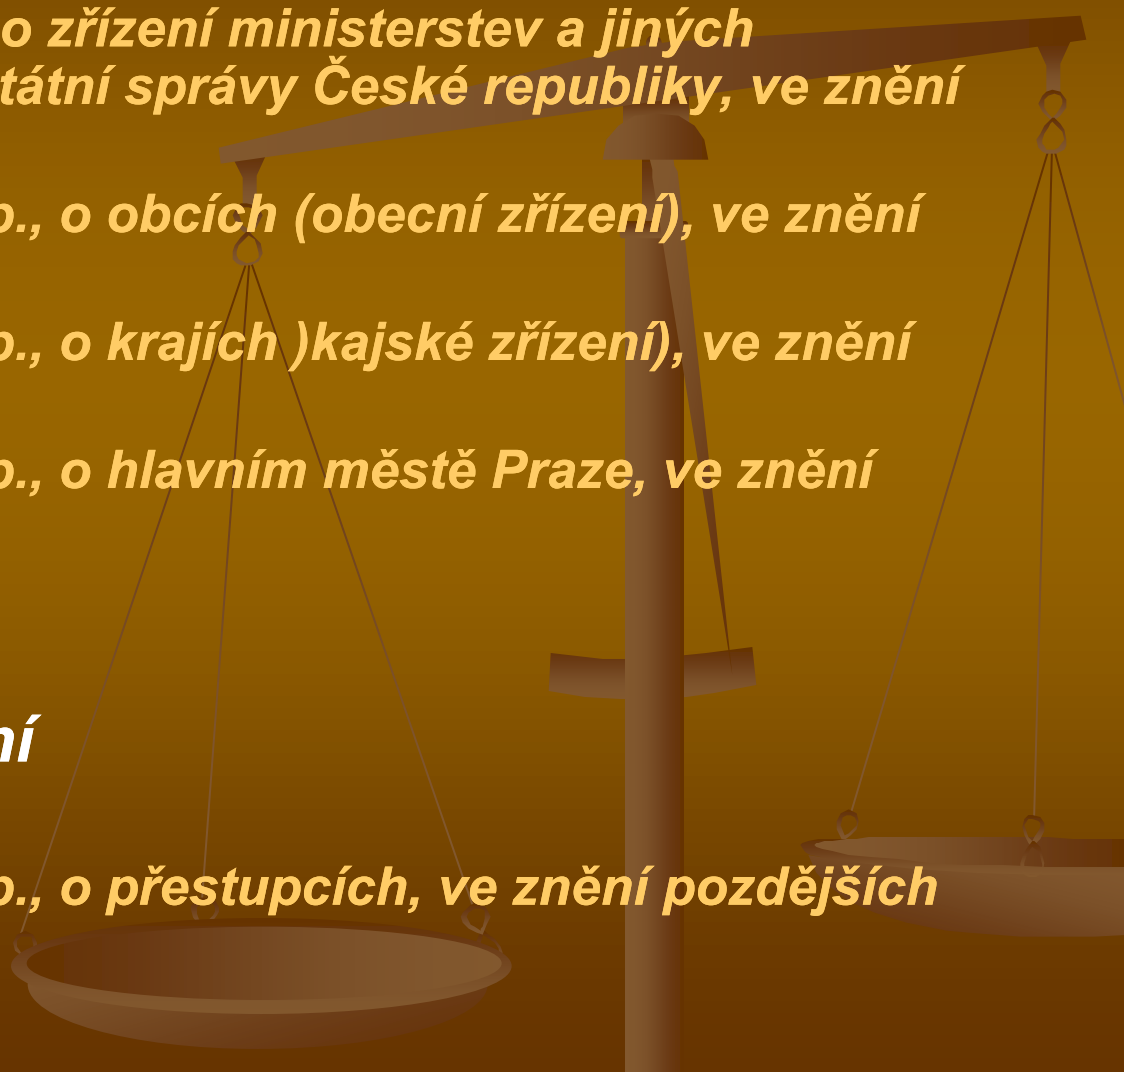 o zřízení ministerstev a jiných
tátní správy České republiky, ve znění
b., o obcích (obecní zřízení), ve znění
b., o krajích )kajské zřízení), ve znění
b., o hlavním městě Praze, ve znění
ní
b., o přestupcích, ve znění pozdějších